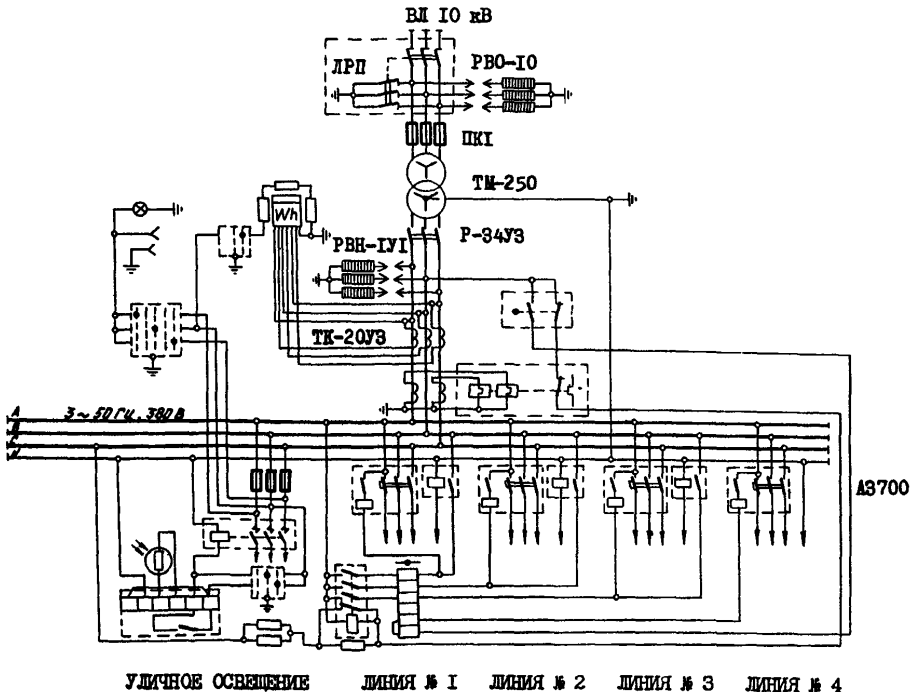 ВЛ 10 кВ
ЛРП
РВО-10
ПК1
ТМ-250
Wh
Р-34УЗ
РВН-1У1
ТК-20УЗ
А
3 ~ 50 Гц. 380 В
В
С
А3700
УЛИЧНОЕ ОСВЕЩЕНИЕ
ЛИНИЯ № 1
ЛИНИЯ № 2
ЛИНИЯ № 3
ЛИНИЯ № 4